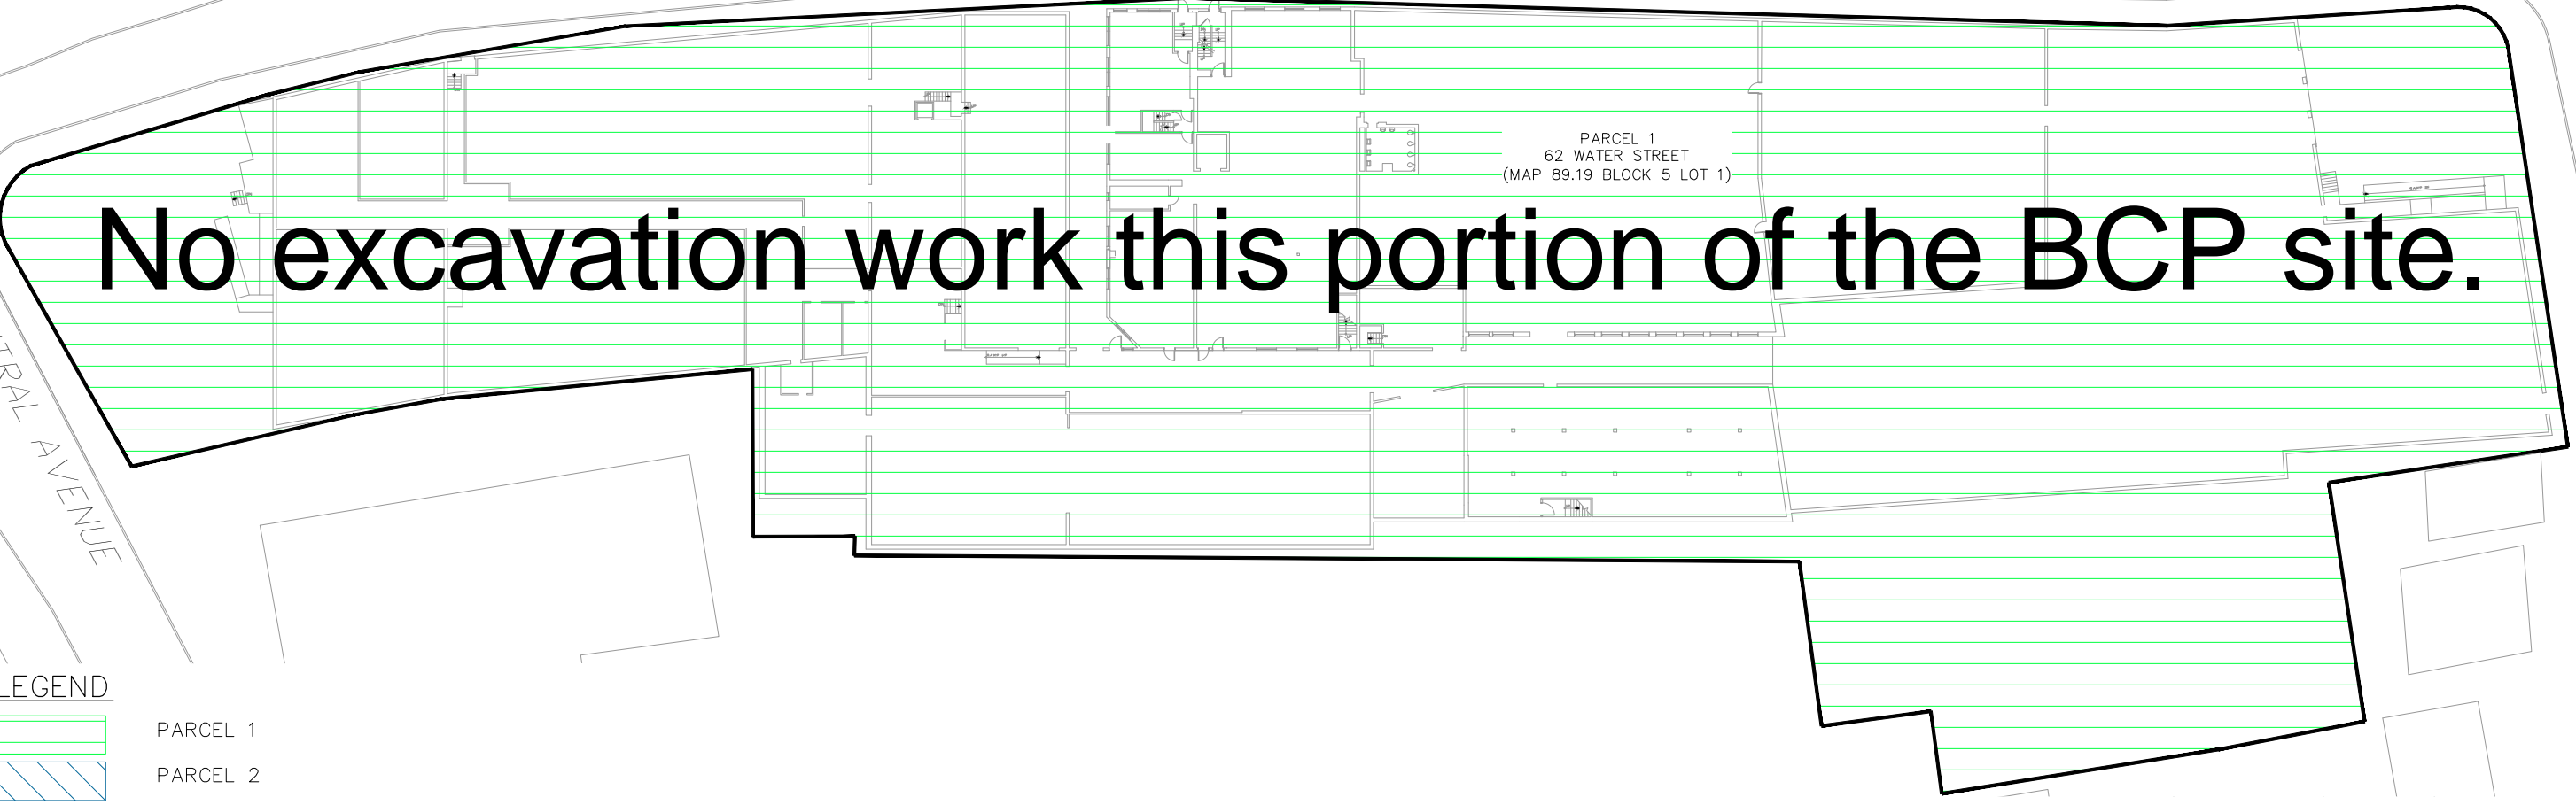 PARCEL 1
62 WATER STREET
(MAP 89.19 BLOCK 5 LOT 1)
No excavation work this portion of the BCP site.
TRAL AVENUE
LEGEND
PARCEL 1
PARCEL 2